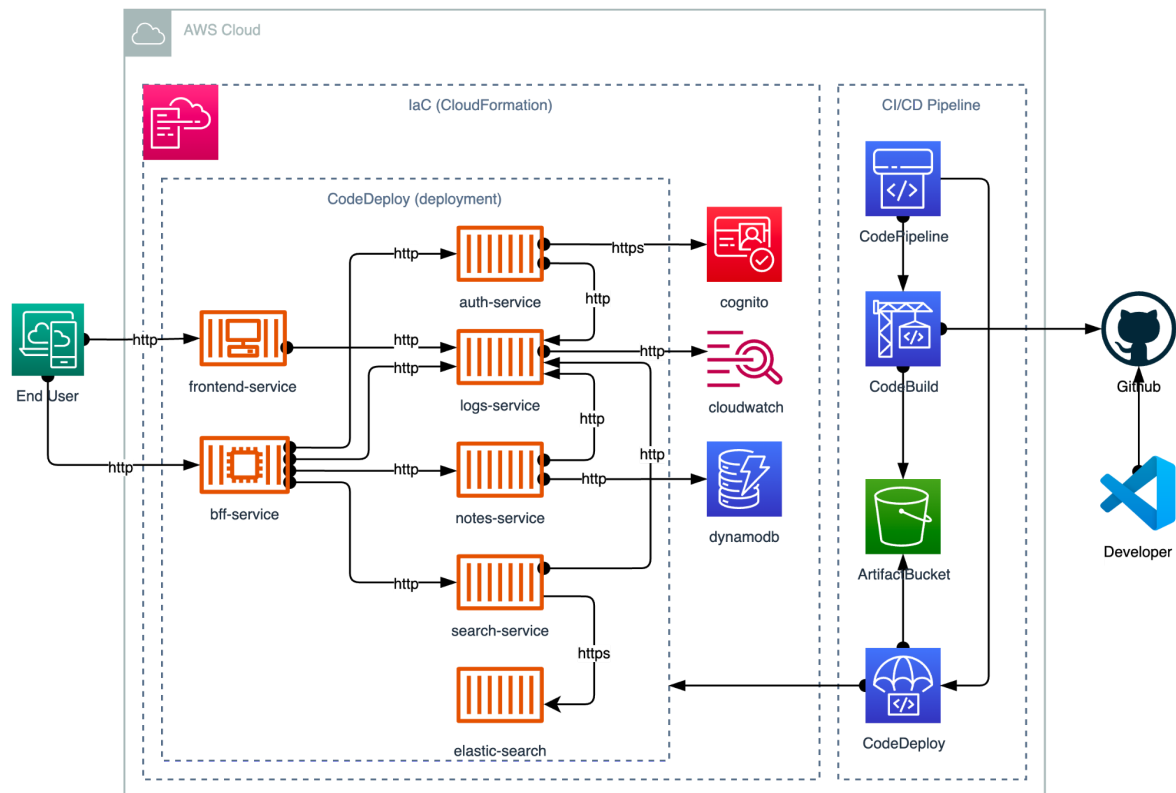 AWS Cloud
IaC (CloudFormation)
CI/CD Pipeline
CodeDeploy (deployment)
CodePipeline
http
https
auth-service
cognito
http
http
http
http
http
End User
frontend-service
logs-service
cloudwatch
CodeBuild
Github
http
http
http
http
http
http
bff-service
notes-service
dynamodb
Developer
ArtifactBucket
http
search-service
https
elastic-search
CodeDeploy